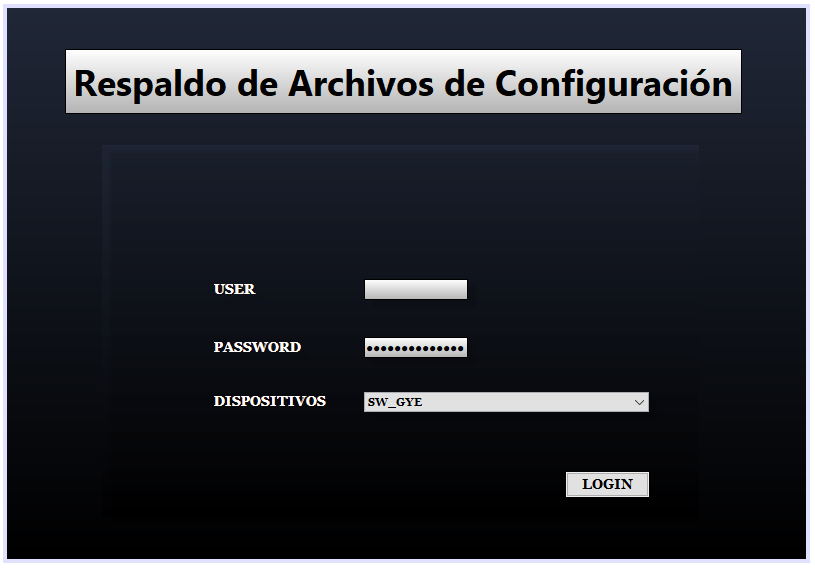 Respaldo de Archivos de Configuración
USER
PASSWORD ••••••••••••••
DISPOSITIVOS SW_GYE
LOGIN